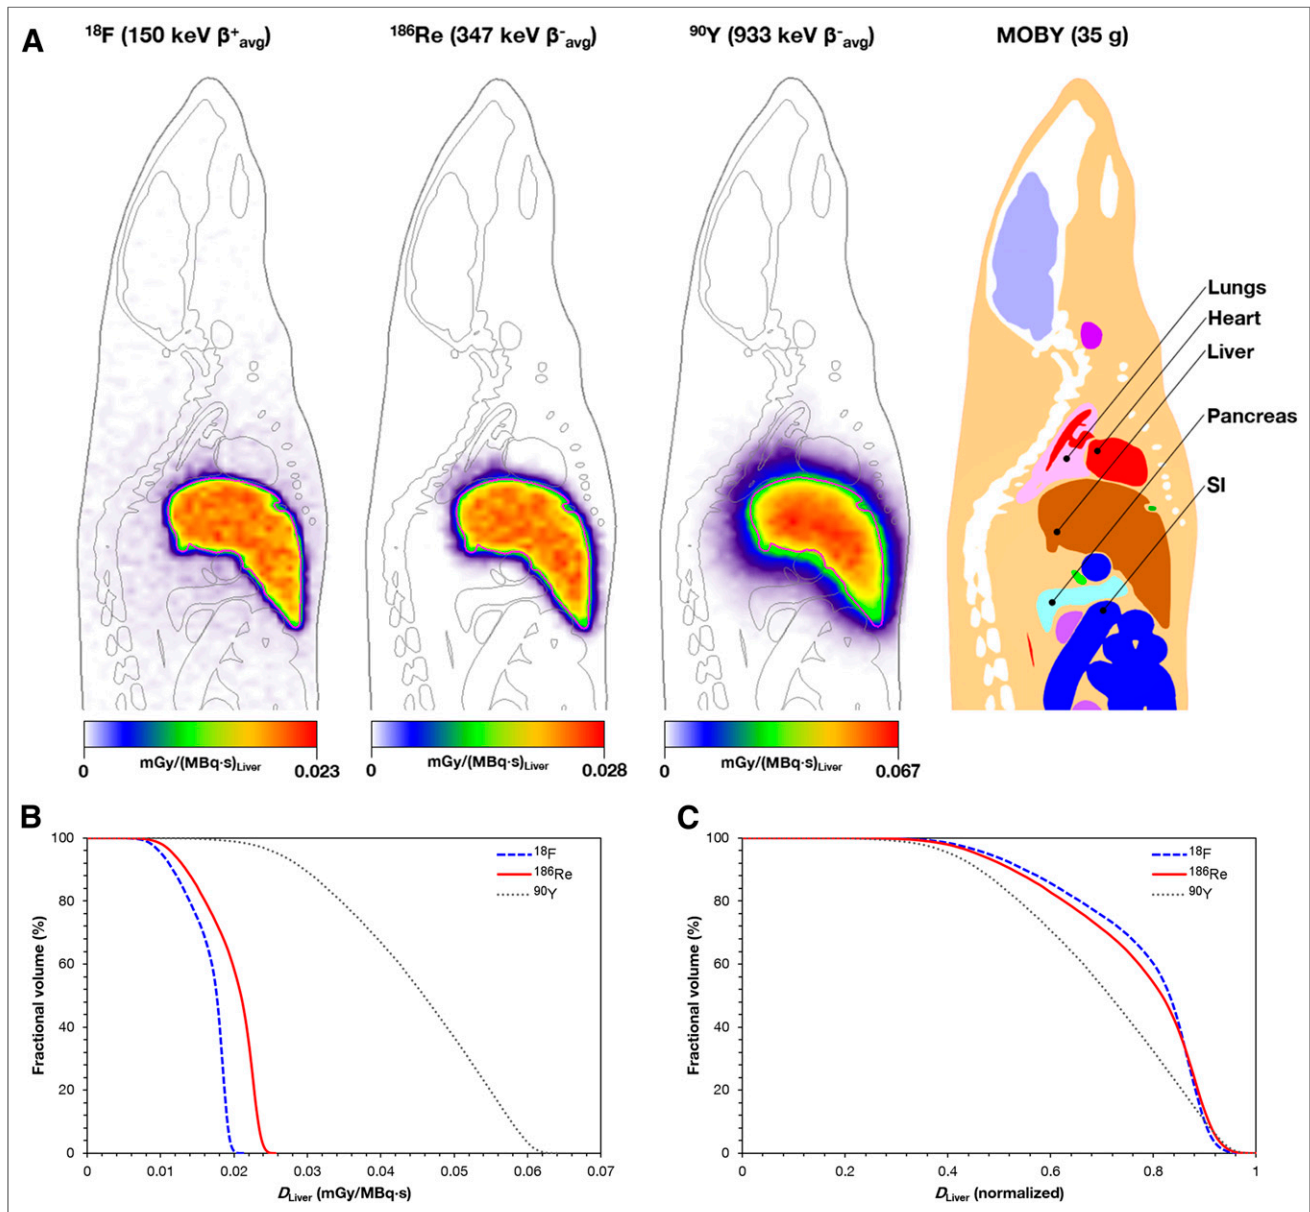 A
¹⁸F (150 keV β⁺avg)
¹⁸⁶Re (347 keV β⁻avg)
⁹⁰Y (933 keV β⁻avg)
MOBY (35 g)
Lungs
Heart
Liver
Pancreas
SI
0 mGy/(MBq·s)Liver 0.023
0 mGy/(MBq·s)Liver 0.028
0 mGy/(MBq·s)Liver 0.067
B
Fractional volume (%)
100
80
60
40
20
0
¹⁸F
¹⁸⁶Re
⁹⁰Y
0 0.01 0.02 0.03 0.04 0.05 0.06 0.07
DLiver (mGy/MBq·s)
C
Fractional volume (%)
100
80
60
40
20
0
¹⁸F
¹⁸⁶Re
⁹⁰Y
0 0.2 0.4 0.6 0.8 1
DLiver (normalized)